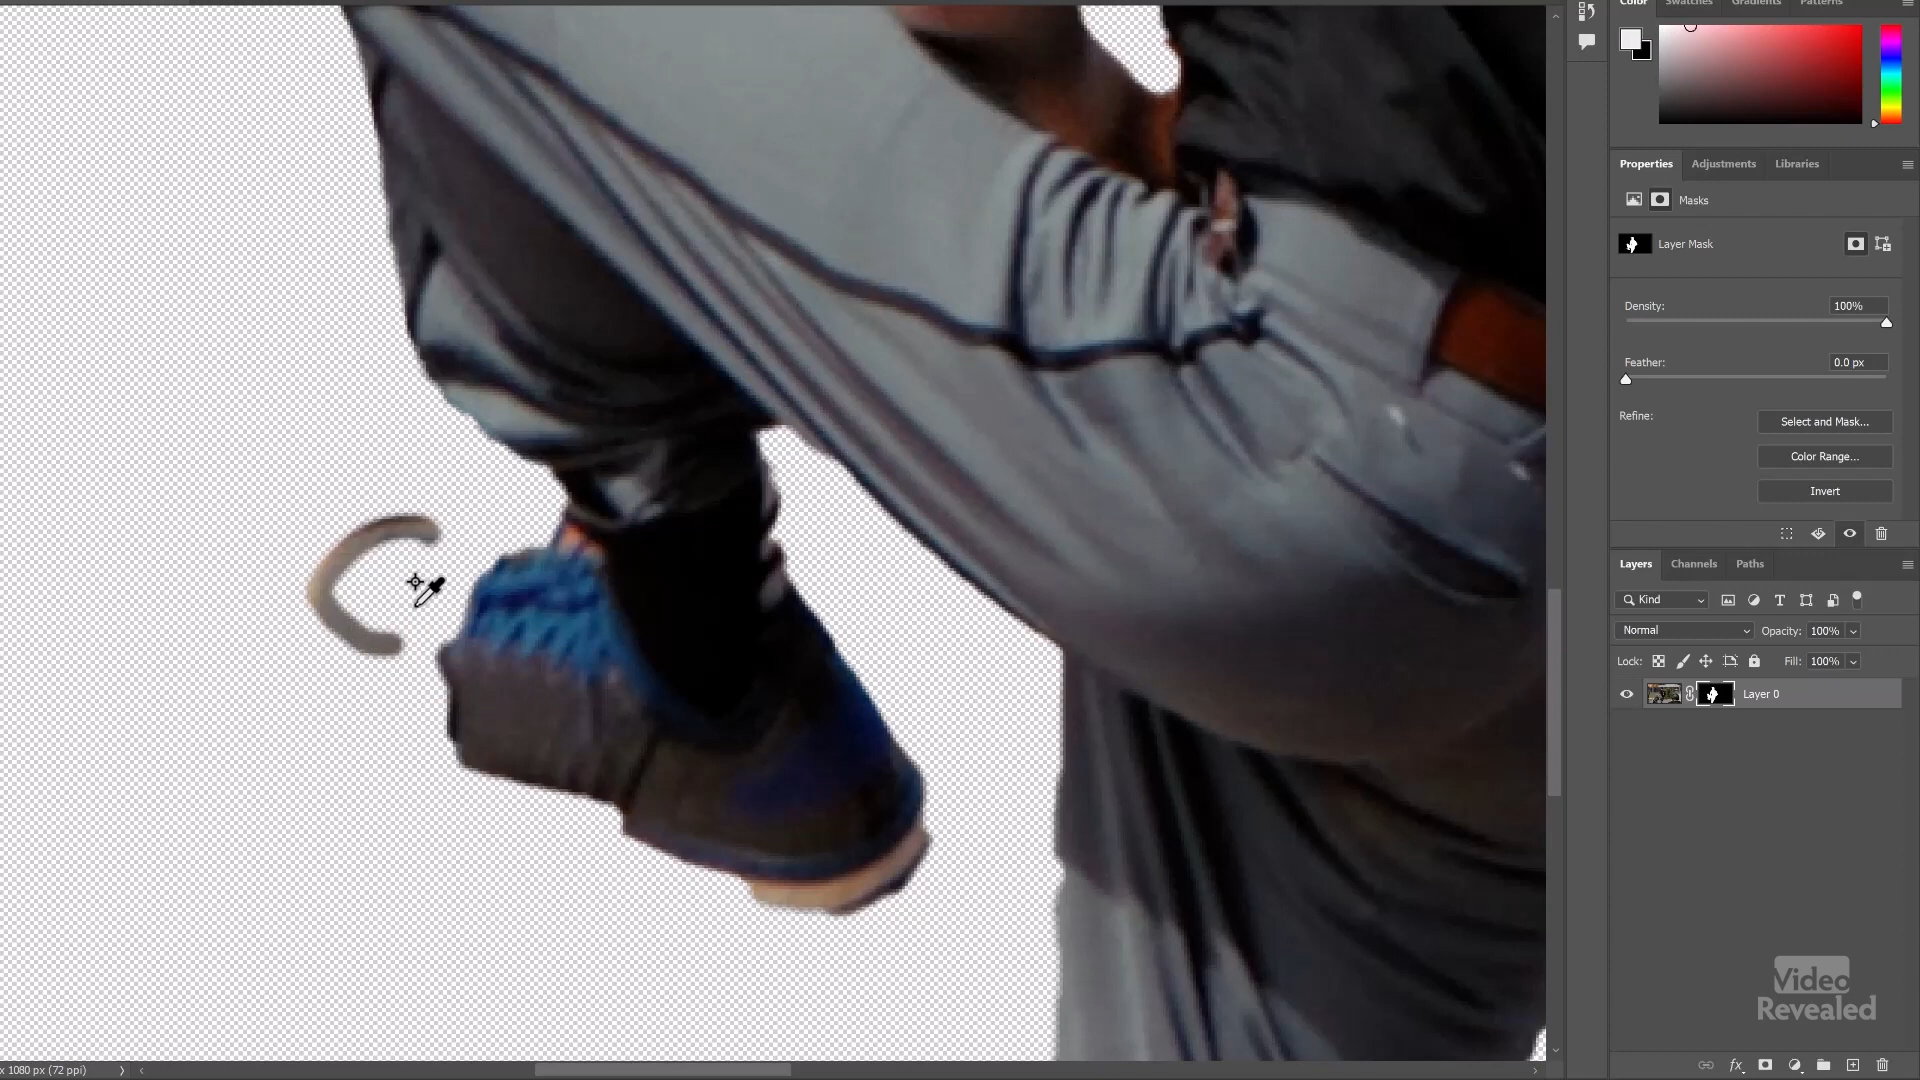 Color Swatches Gradients Patterns
Properties Adjustments Libraries
Masks
Layer Mask
Density: 100%
Feather: 0.0 px
Refine: Select and Mask...
Color Range...
Invert
Layers Channels Paths
Kind
Normal Opacity: 100%
Lock: Fill: 100%
Layer 0
Video
Revealed
fx
x 1080 px (72 ppi)